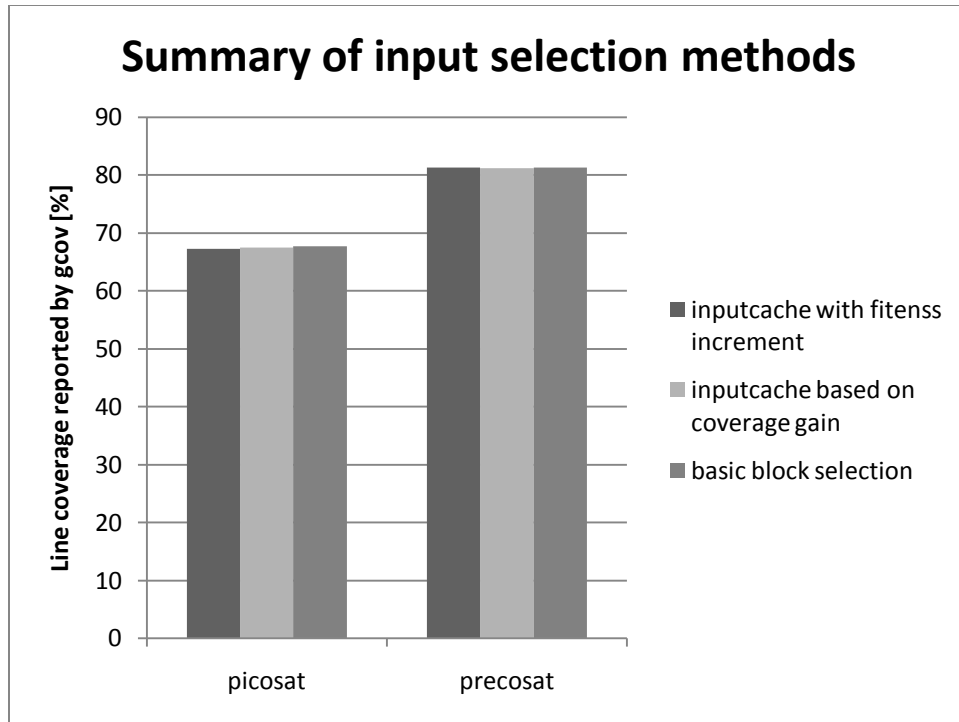 Summary of input selection methods
Line coverage reported by gcov [%]
90
80
70
60
50
40
30
20
10
0
picosat
precosat
inputcache with fitenss
increment
inputcache based on
coverage gain
basic block selection